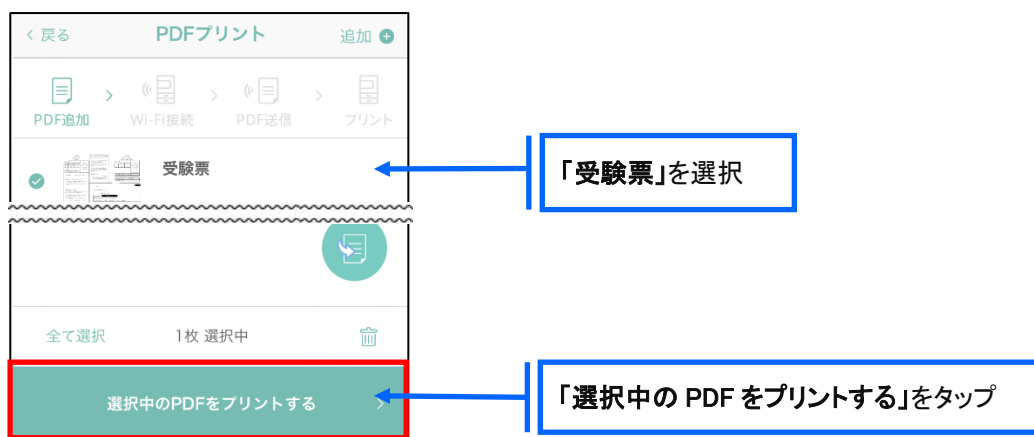 < 戻る PDFプリント 追加
PDF追加 Wi-Fi接続 PDF送信 プリント
受験票
「受験票」を選択
全て選択 1枚 選択中
選択中のPDFをプリントする >
「選択中の PDF をプリントする」をタップ